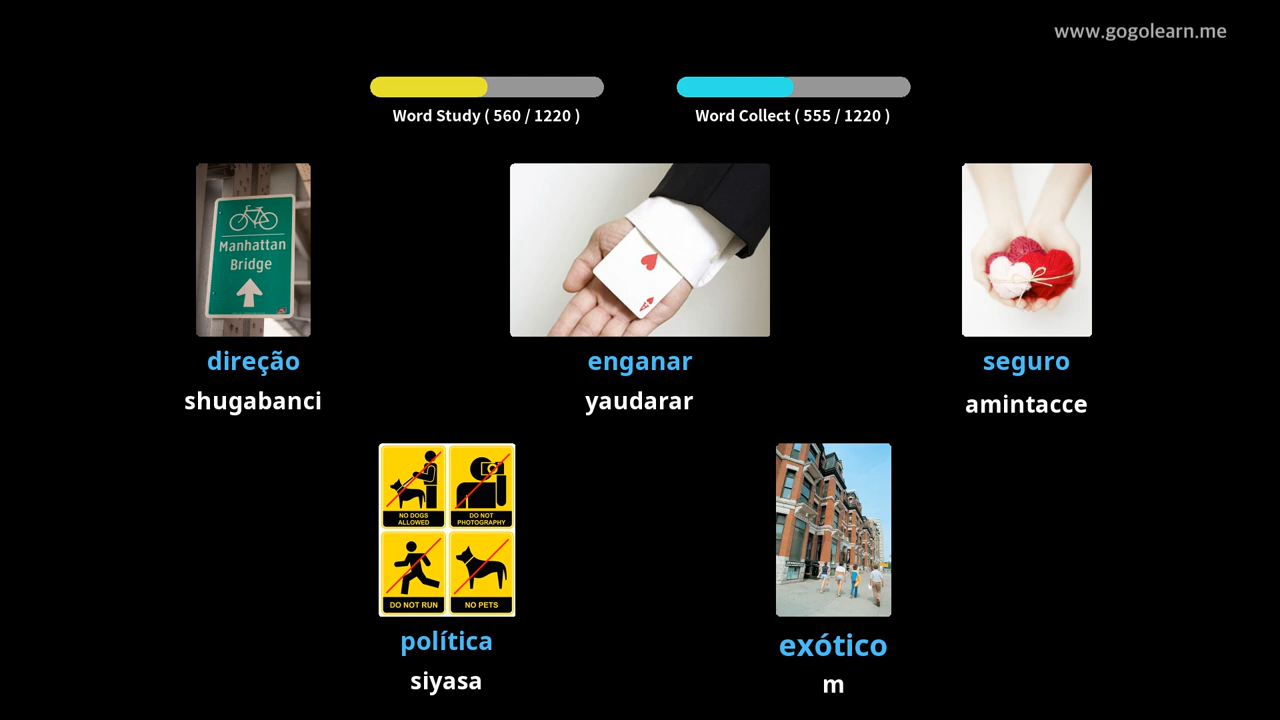 www.gogolearn.me
Word Study ( 560 / 1220 )
Word Collect ( 555 / 1220 )
Manhattan
Bridge
direção
shugabanci
enganar
yaudarar
seguro
amintacce
NO DOGS
ALLOWED
DO NOT
PHOTOGRAPHY
DO NOT RUN
NO PETS
política
siyasa
exótico
m